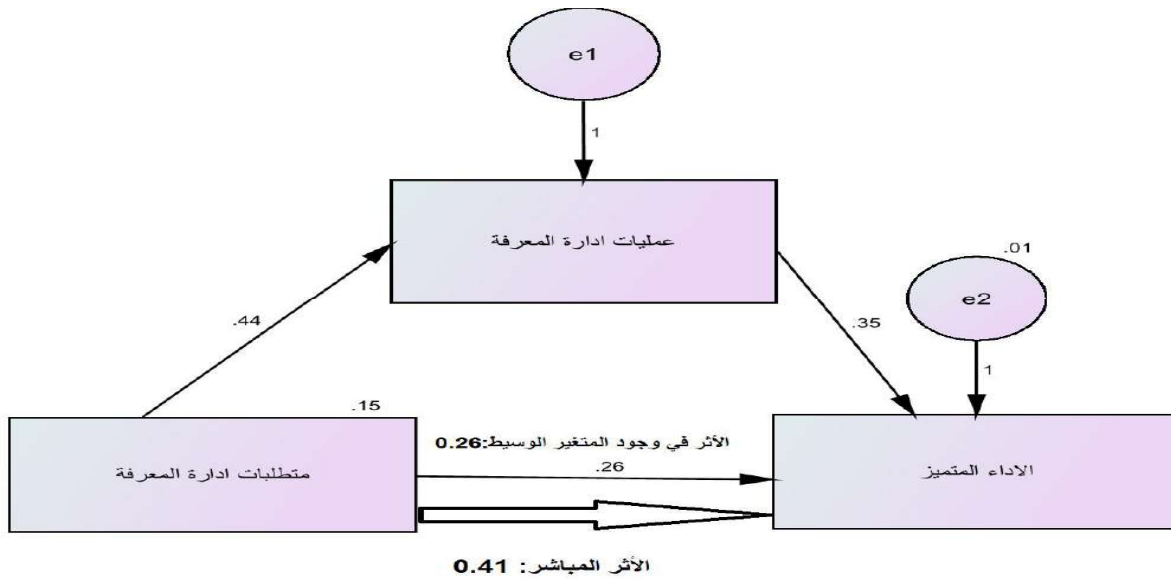 e1
1
عمليات ادارة المعرفة
.01
e2
.44
.35
1
.15
الأثر في وجود المتغير الوسيط:0.26
.26
متطلبات ادارة المعرفة
الاداء المتميز
الأثر المباشر: 0.41